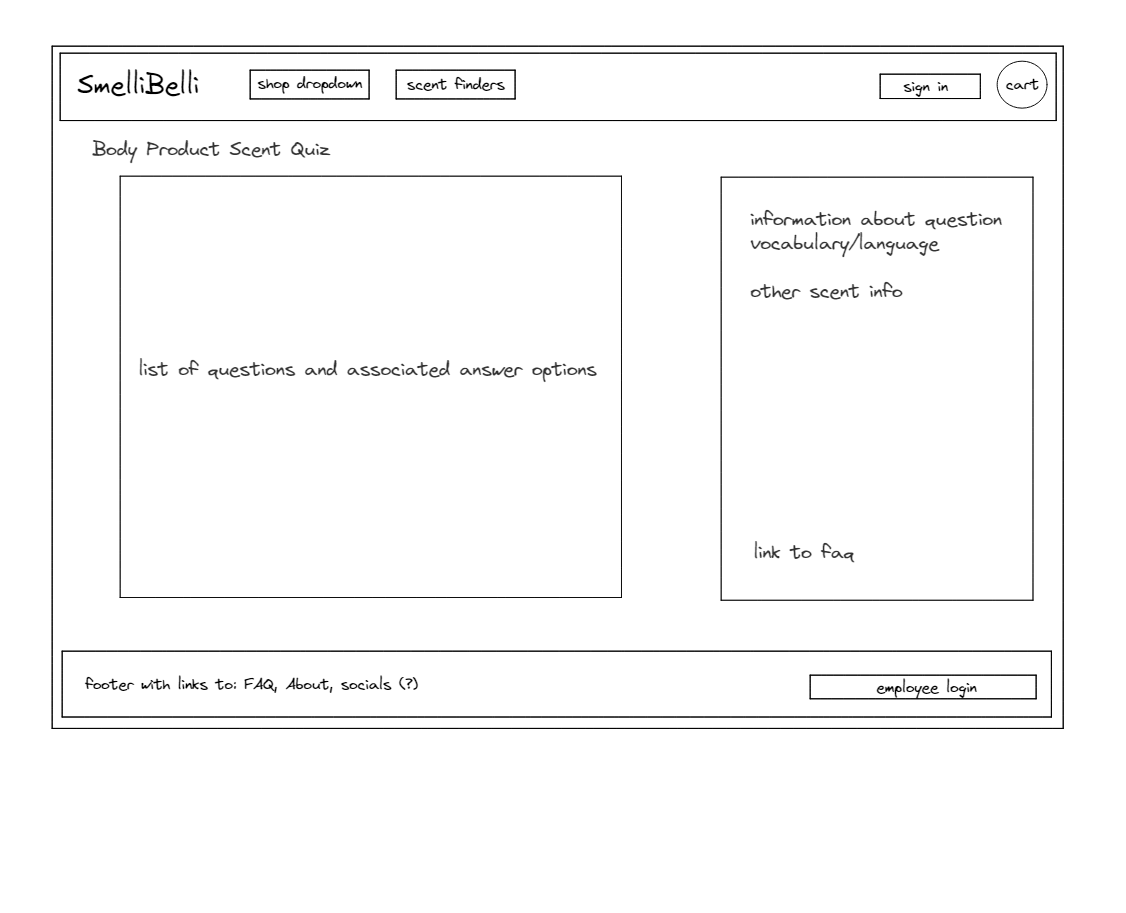 SmelliBelli
shop dropdown
scent finders
sign in
cart
Body Product Scent Quiz
list of questions and associated answer options
information about question
vocabulary/language
other scent info
link to faq
footer with links to: FAQ, About, socials (?)
employee login